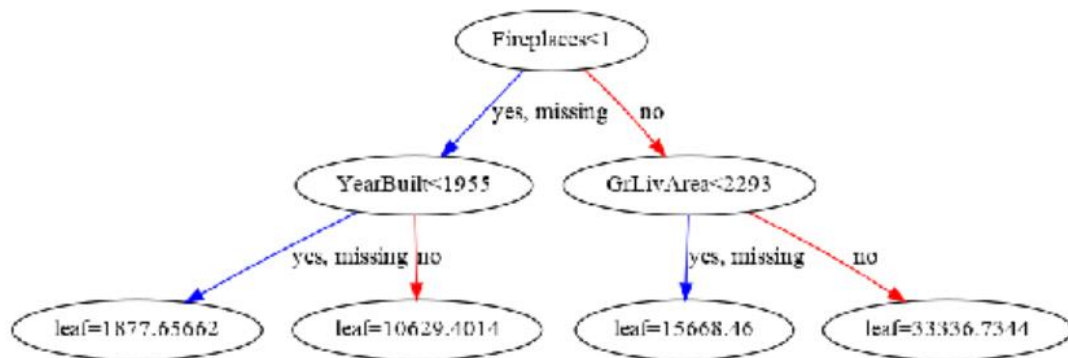 Fireplaces<1
yes, missing no
YearBuilt<1955 GrLivArea<2293
yes, missing no yes, missing no
leaf=1877.65662 leaf=10629.4014 leaf=15668.46 leaf=33336.7344